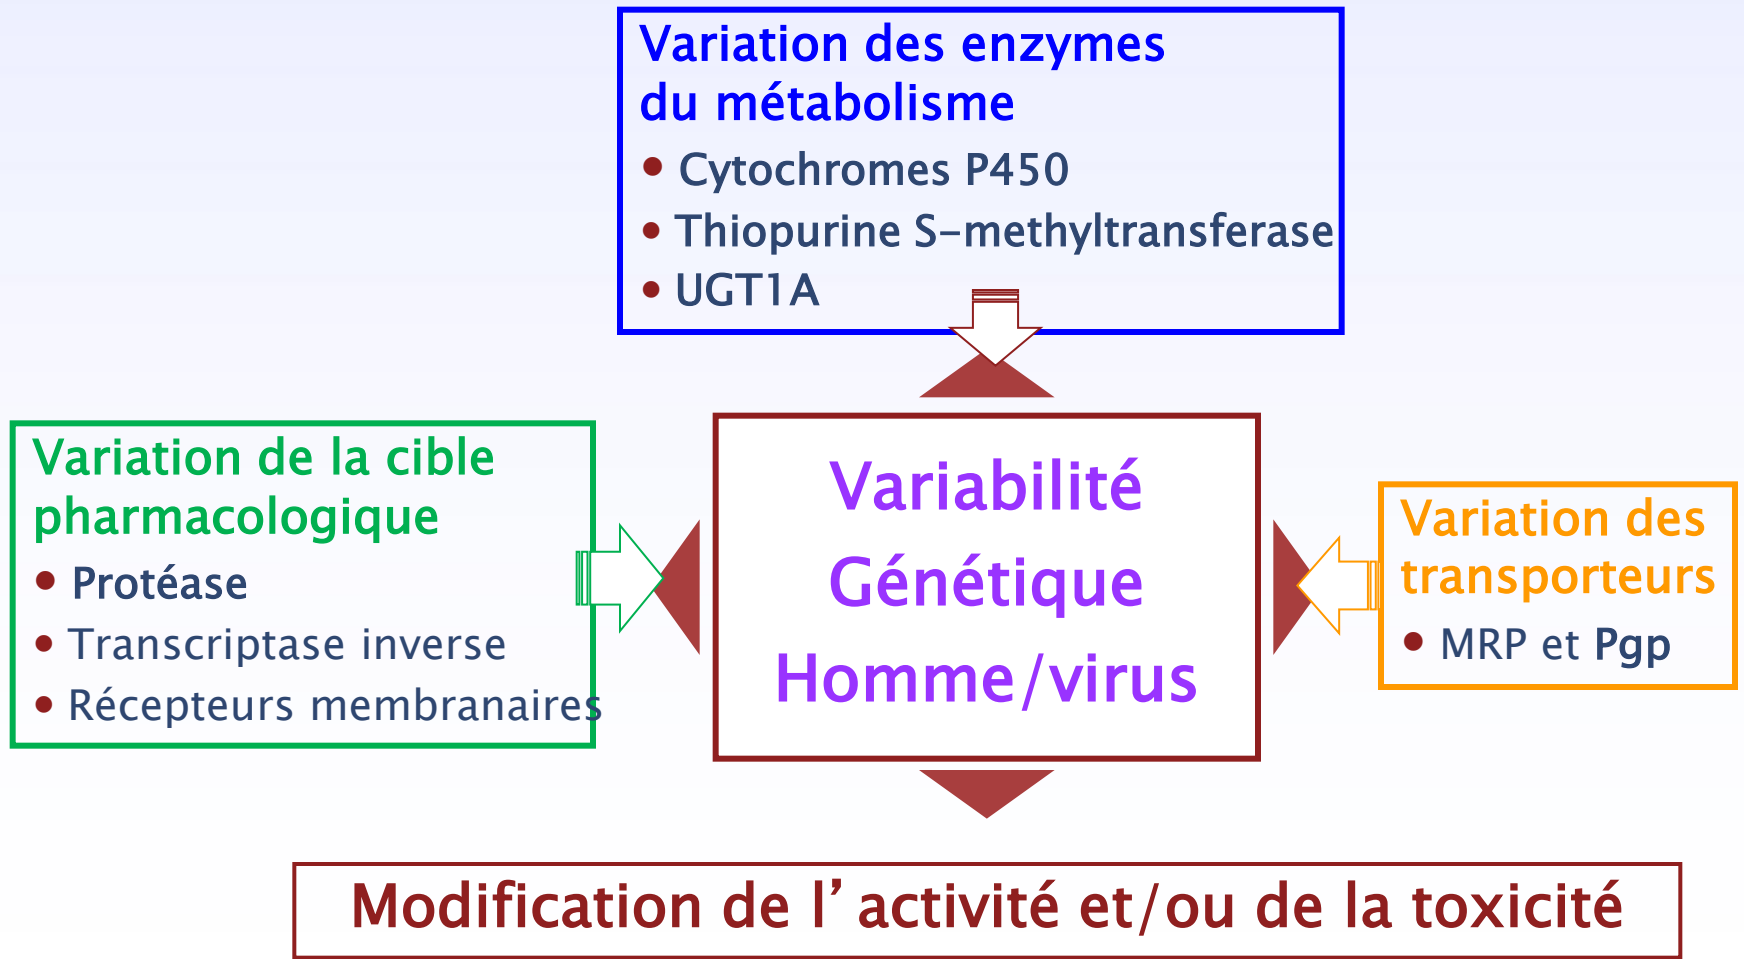 Variation des enzymes
du métabolisme
• Cytochromes P450
• Thiopurine S-methyltransferase
• UGT1A
Variation de la cible
pharmacologique
• Protéase
• Transcriptase inverse
• Récepteurs membranaires
Variabilité
Génétique
Homme/virus
Variation des
transporteurs
• MRP et Pgp
Modification de l’activité et/ou de la toxicité